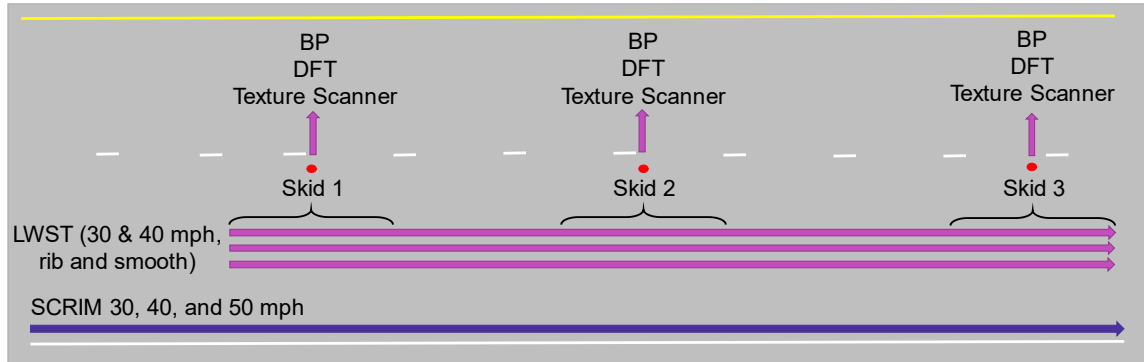 BP
DFT
Texture Scanner
BP
DFT
Texture Scanner
BP
DFT
Texture Scanner
Skid 1
Skid 2
Skid 3
LWST (30 & 40 mph,
rib and smooth)
SCRIM 30, 40, and 50 mph